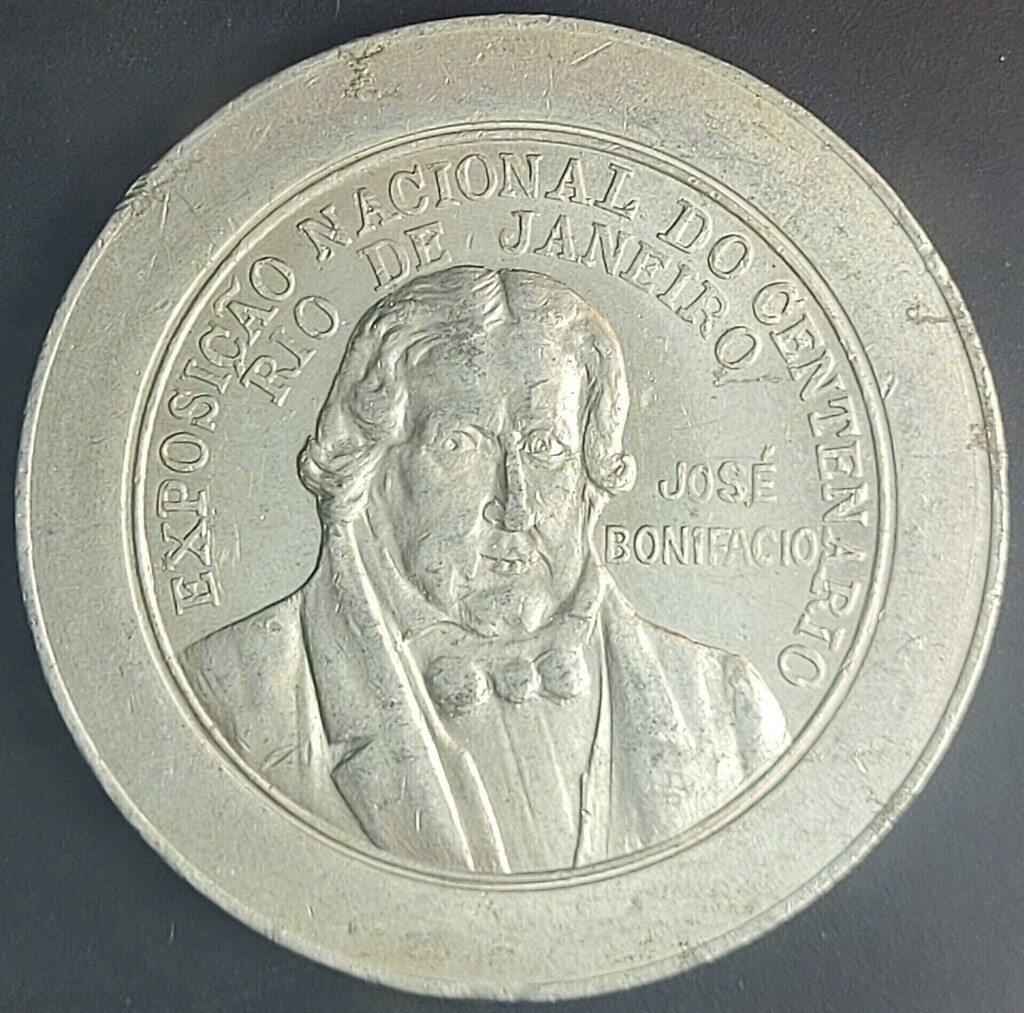 EXPOSIÇÃO NACIONAL DO CENTENARIO
RIO DE JANEIRO
JOSÉ
BONIFACIO